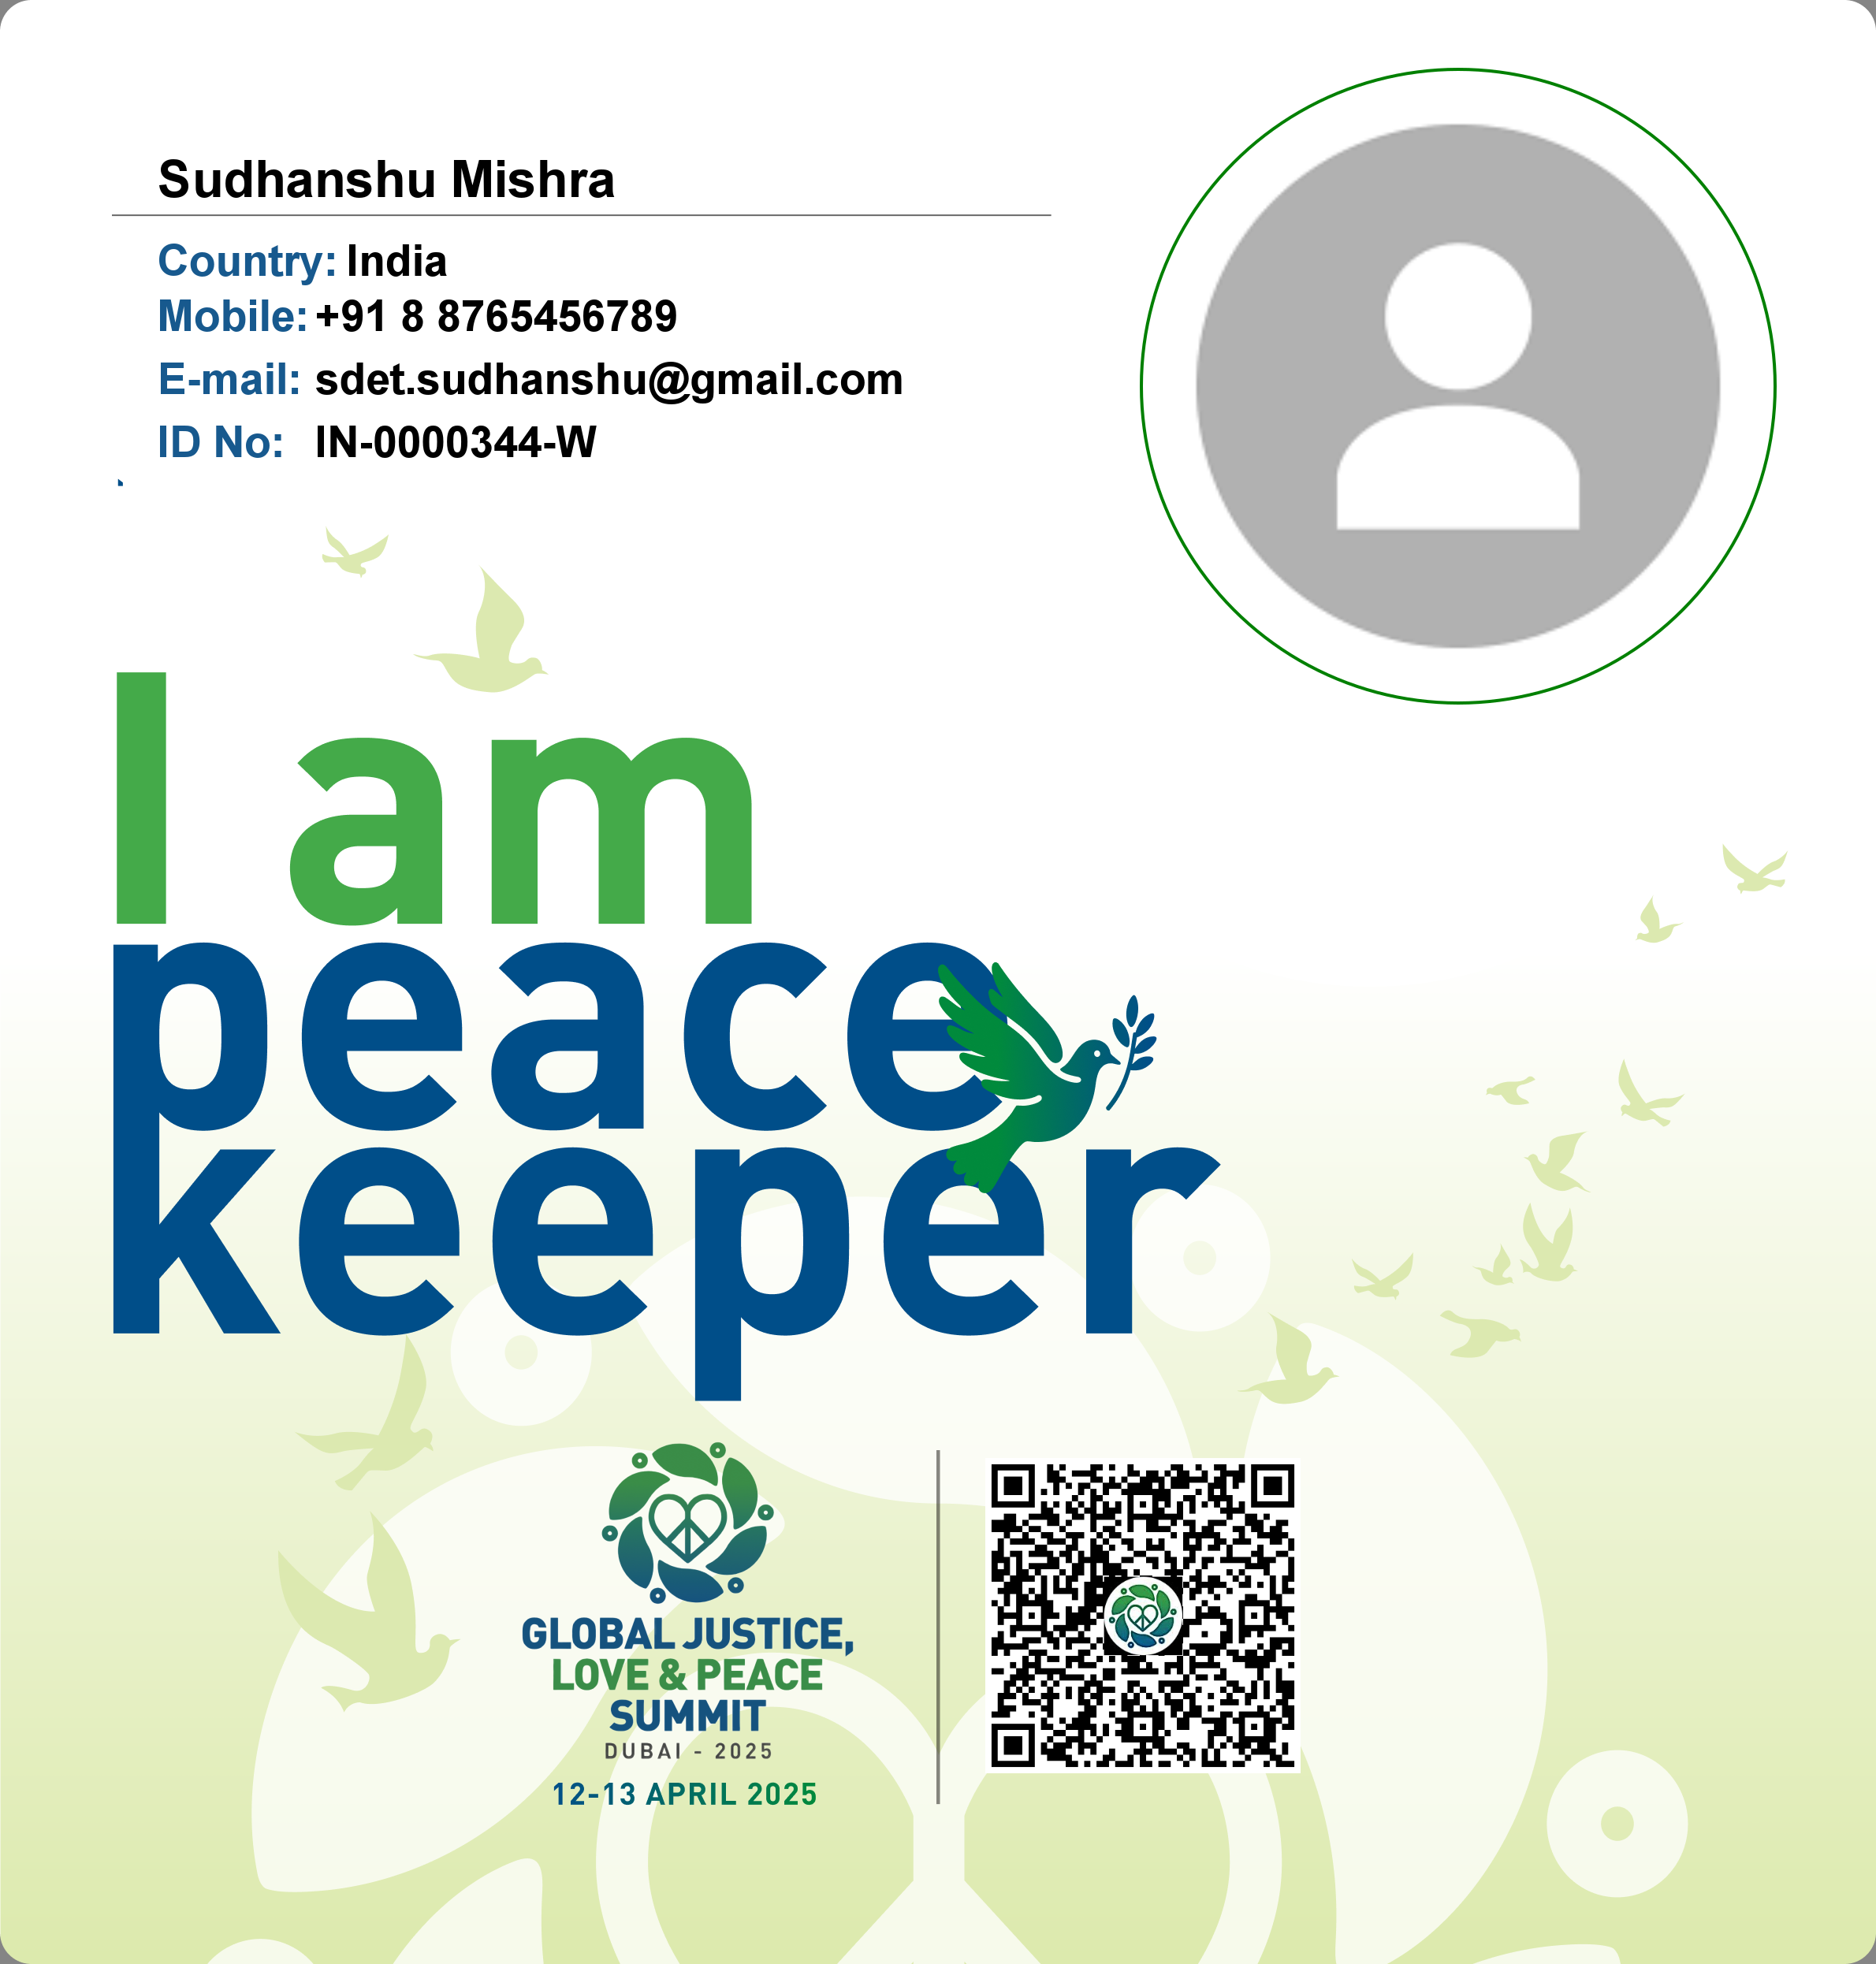 Sudhanshu Mishra
Country: India
Mobile: +91 8 8765456789
E-mail: sdet.sudhanshu@gmail.com
ID No: IN-0000344-W
I am
peace
keeper
GLOBAL JUSTICE,
LOVE & PEACE
SUMMIT
DUBAI - 2025
12-13 APRIL 2025